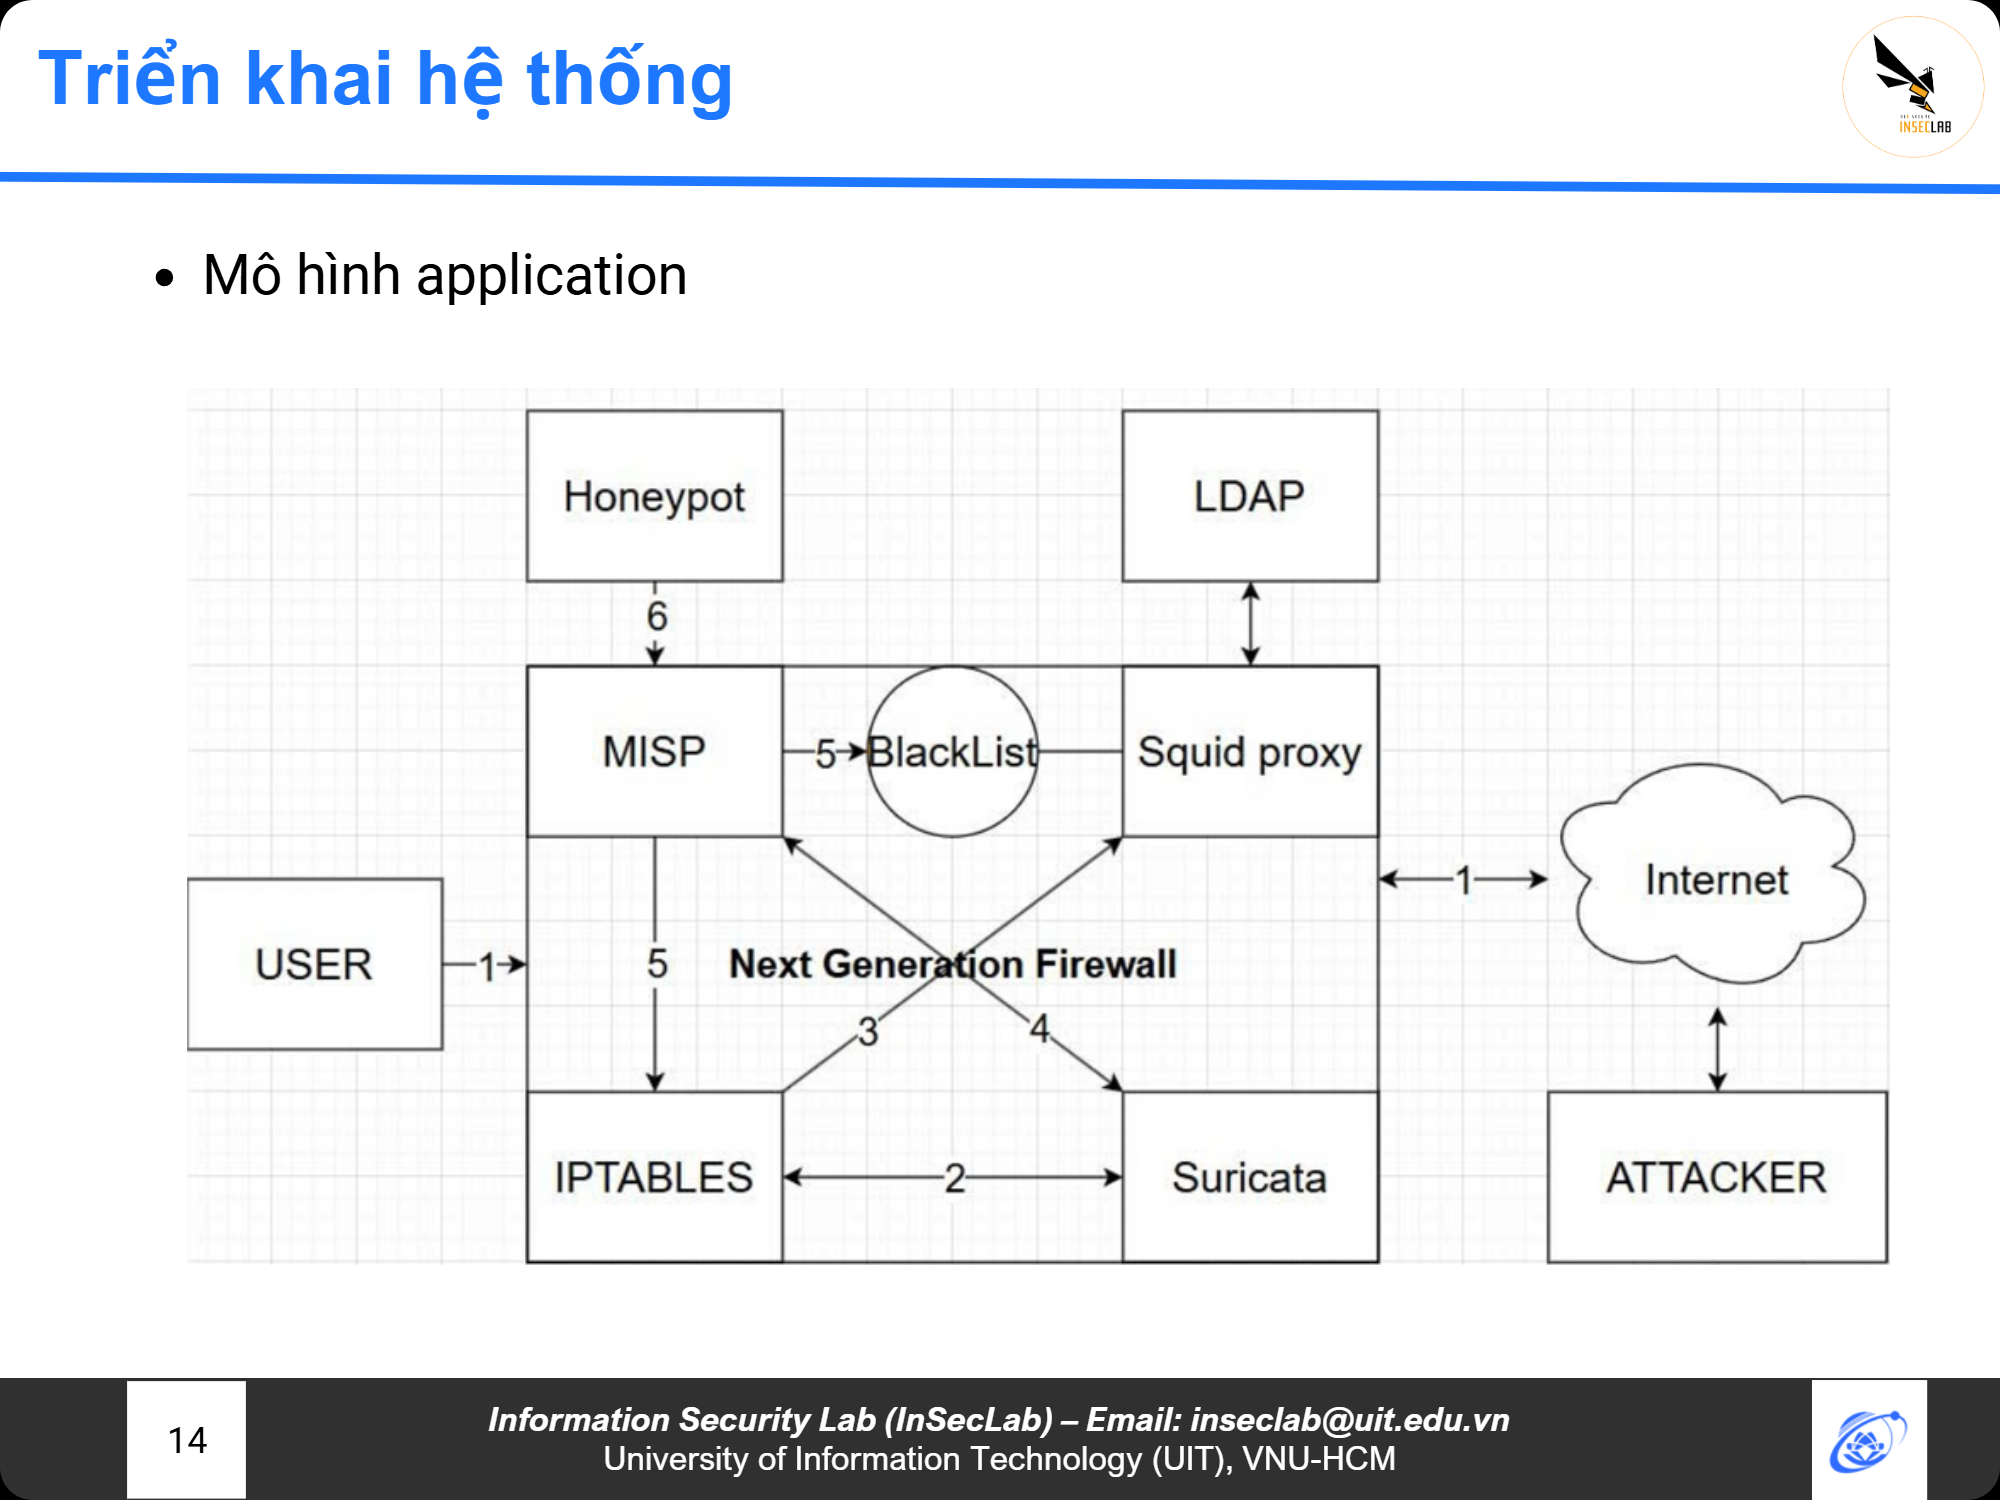 Triển khai hệ thống
INSECLAB
• Mô hình application
Honeypot
LDAP
6
MISP
5
BlackList
Squid proxy
Internet
1
USER
1
5
Next Generation Firewall
3
4
IPTABLES
2
Suricata
ATTACKER
14
Information Security Lab (InSecLab) – Email: inseclab@uit.edu.vn
University of Information Technology (UIT), VNU-HCM